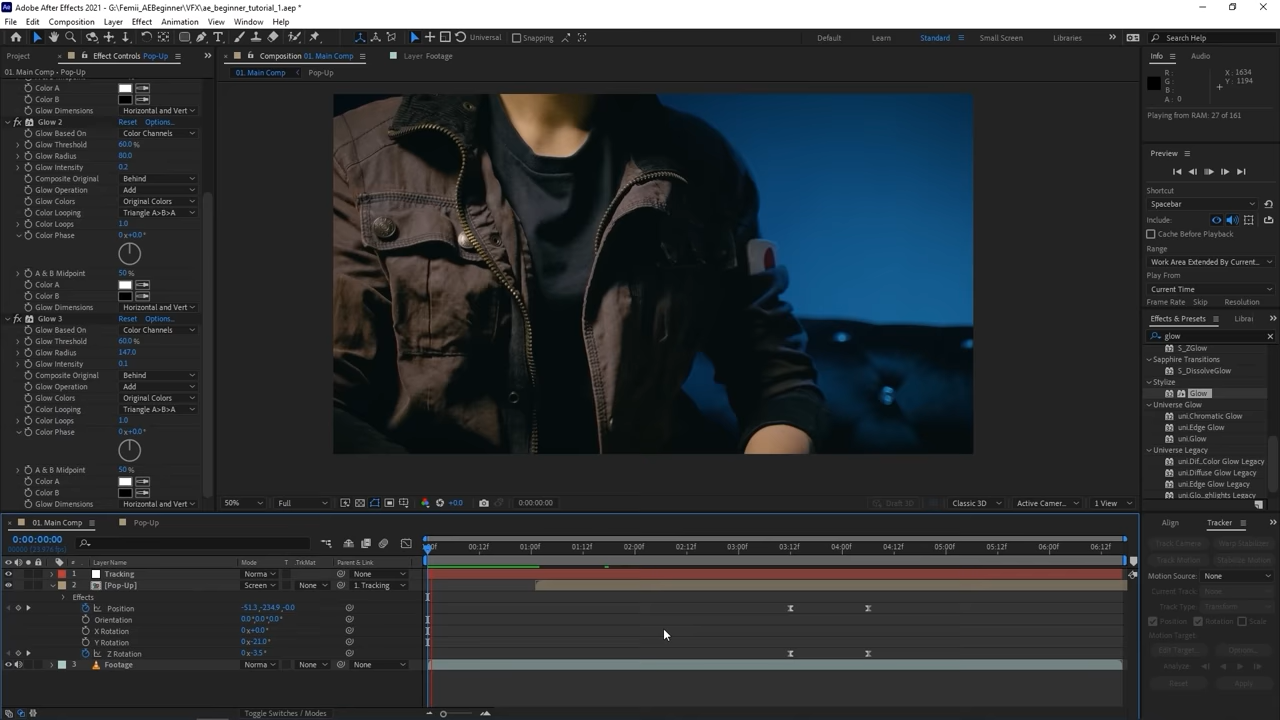 Adobe After Effects 2021 - G:\Femii_AEBeginner\VFX\ae_beginner_tutorial_1.aep *
File Edit Composition Layer Effect Animation View Window Help
Universal Snapping Default Learn Standard Small Screen Libraries Search Help
Project Effect Controls Pop-Up
01. Main Comp • Pop-Up
Color A
Color B
Glow Dimensions Horizontal and Vert
fx Glow 2 Reset Options...
Glow Based On Color Channels
Glow Threshold 60.0 %
Glow Radius 80.0
Glow Intensity 0.2
Composite Original Behind
Glow Operation Add
Glow Colors Original Colors
Color Looping Triangle A>B>A
Color Loops 1.0
Color Phase 0 x+0.0°
A & B Midpoint 50 %
Color A
Color B
Glow Dimensions Horizontal and Vert
fx Glow 3 Reset Options...
Glow Based On Color Channels
Glow Threshold 60.0 %
Glow Radius 147.0
Glow Intensity 0.1
Composite Original Behind
Glow Operation Add
Glow Colors Original Colors
Color Looping Triangle A>B>A
Color Loops 1.0
Color Phase 0 x+0.0°
A & B Midpoint 50 %
Color A
Color B
Glow Dimensions Horizontal and Vert
Composition 01. Main Comp Layer Footage
01. Main Comp Pop-Up
50% Full +0.0 0:00:00:00 Draft 3D Classic 3D Active Camer... 1 View
Info Audio
R :
G :
B :
A : 0
X : 1634
Y : 1194
Playing from RAM: 27 of 161
Preview
Shortcut
Spacebar
Include:
Cache Before Playback
Range
Work Area Extended By Current...
Play From
Current Time
Frame Rate Skip Resolution
Effects & Presets Librai
glow
S_ZGlow
Sapphire Transitions
S_DissolveGlow
Stylize
Glow
Universe Glow
uni.Chromatic Glory
uni.Edge Glow
uni.Glow
Universe Legacy
uni.Dif...Color Glow Legacy
uni.Diffuse Glow Legacy
uni.Edge Glow Legacy
uni.Glo...ghlights Legacy
Align Tracker
Track Camera Warp Stabilizer
Track Motion Stabilize Motion
Motion Source: None
Current Track: None
Track Type: Transform
Position Rotation Scale
Motion Target:
Edit Target... Options...
Analyze:
Reset Apply
01. Main Comp Pop-Up
0:00:00:00
00000 (23.976 fps)
00f 00:12f 01:00f 01:12f 02:00f 02:12f 03:00f 03:12f 04:00f 04:12f 05:00f 05:12f 06:00f 06:12f
# Layer Name Mode T TrkMat Parent & Link
1 Tracking Norma None
2 [Pop-Up] Screen None 1. Tracking
Effects
Position -51.3,-234.9,-0.0
Orientation 0.0°,0.0°,0.0°
X Rotation 0 x+0.0°
Y Rotation 0 x-21.0°
Z Rotation 0 x-3.5°
3 Footage Norma None None
Toggle Switches / Modes